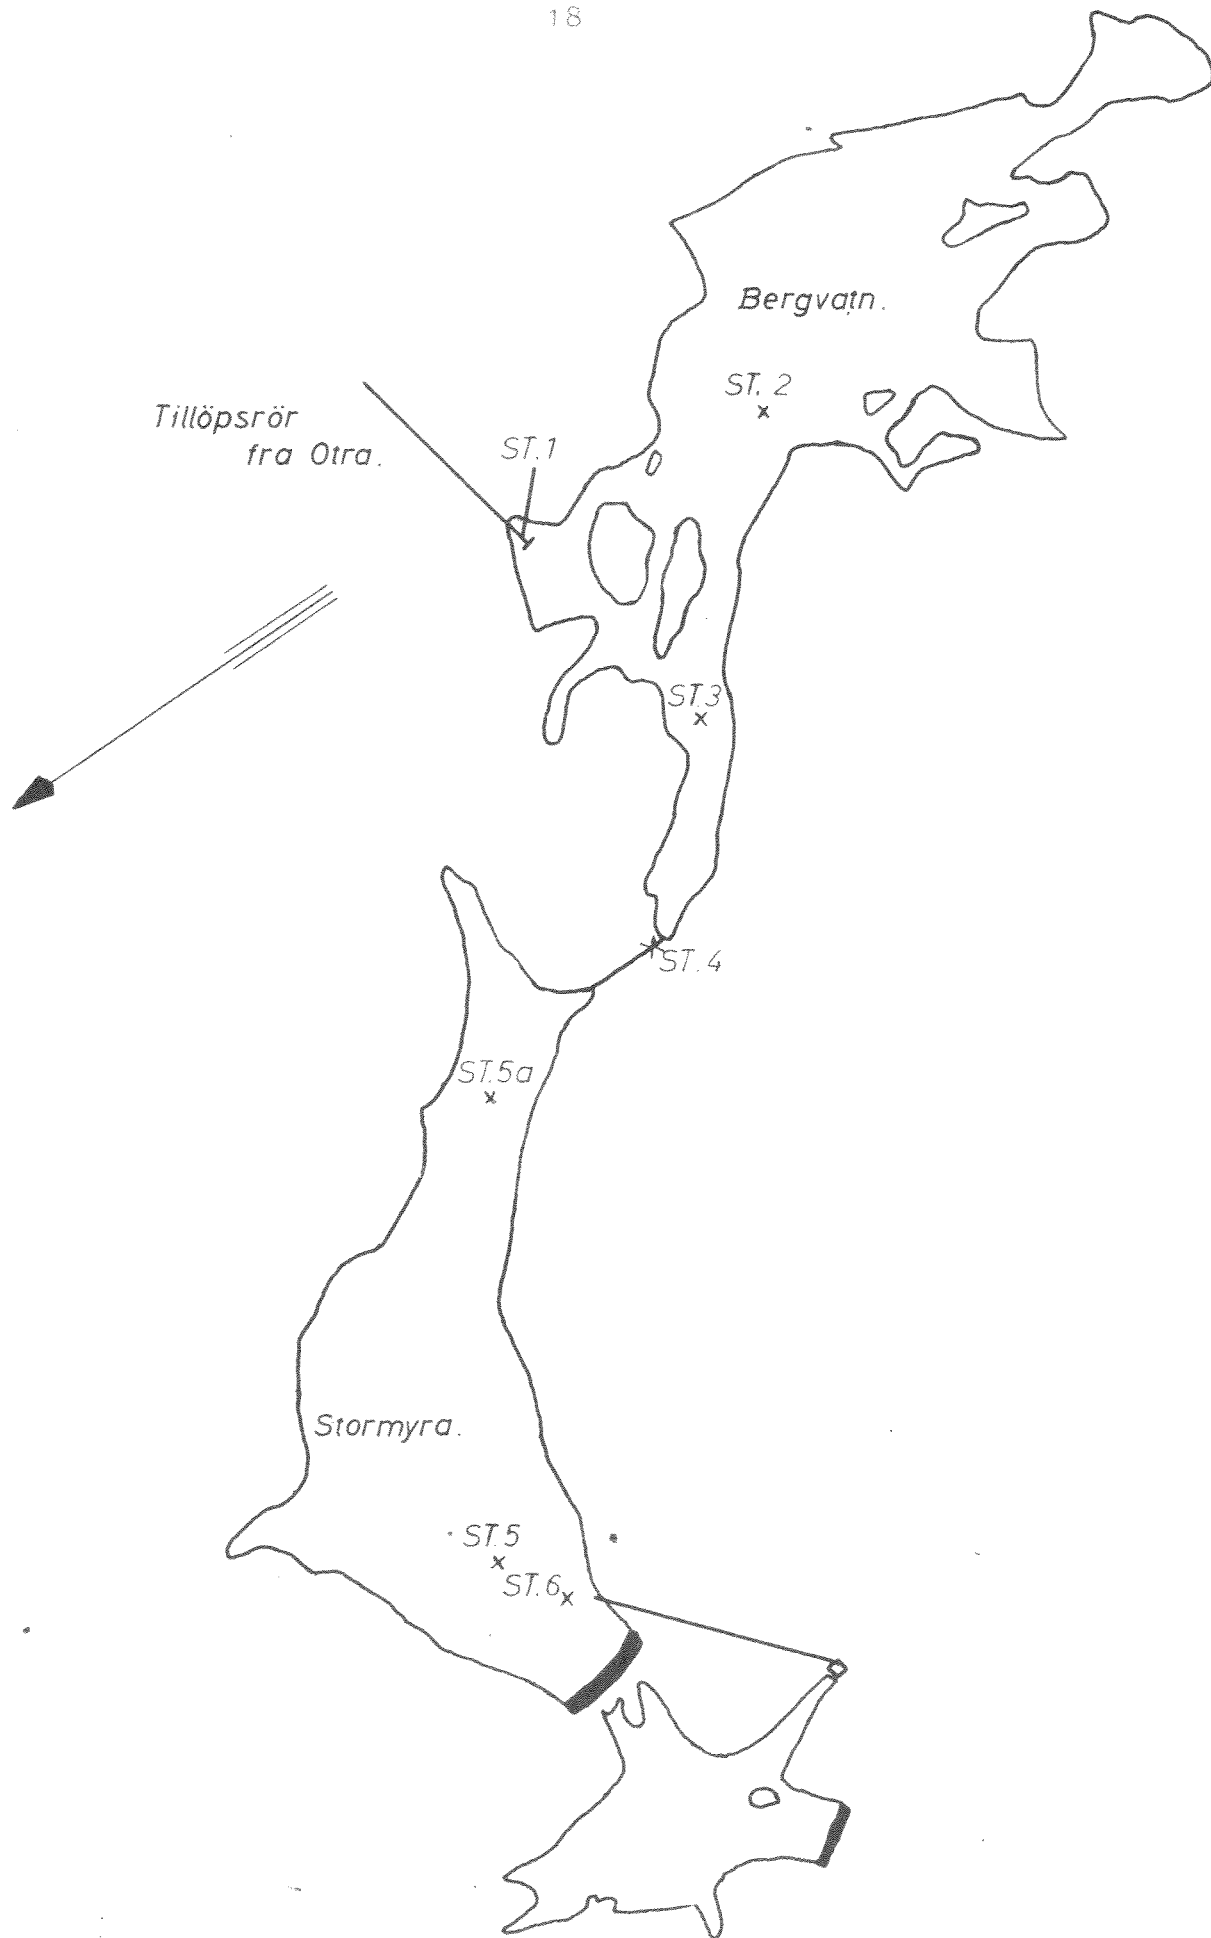 18
Bergvatn.
ST. 2
Tillöpsrör
fra Otra.
ST.1
ST.3
ST.4
ST.5a
Stormyra.
ST.5
ST.6